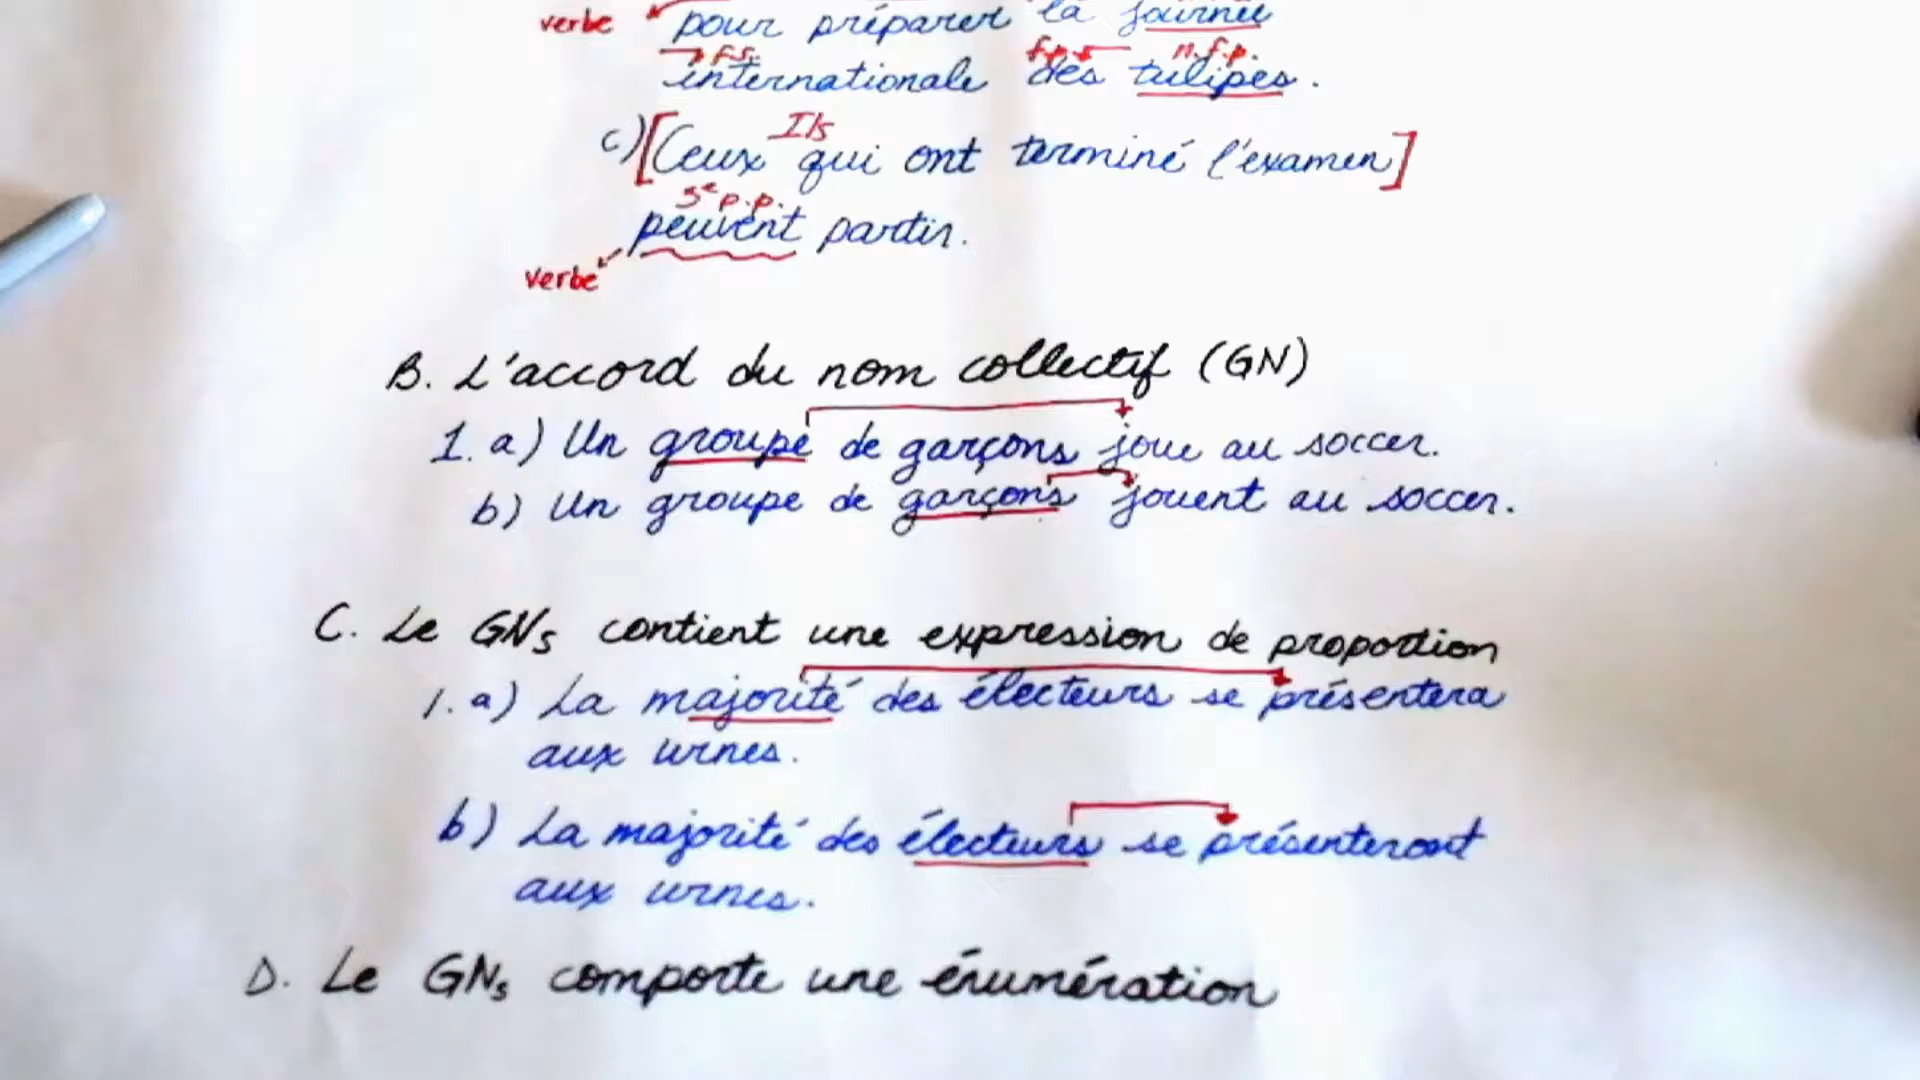 verbe pour préparer la journée
f.s. f.p. n.f.p.
internationale des tulipes.
Ils
c) [Ceux qui ont terminé l'examen]
3e p.p.
peuvent partir.
verbe
B. L'accord du nom collectif (GN)
1. a) Un groupe de garçons joue au soccer.
b) Un groupe de garçons jouent au soccer.
C. Le GNs contient une expression de proportion
1. a) La majorité des électeurs se présentera
aux urnes.
b) La majorité des électeurs se présenteront
aux urnes.
D. Le GNs comporte une énumération